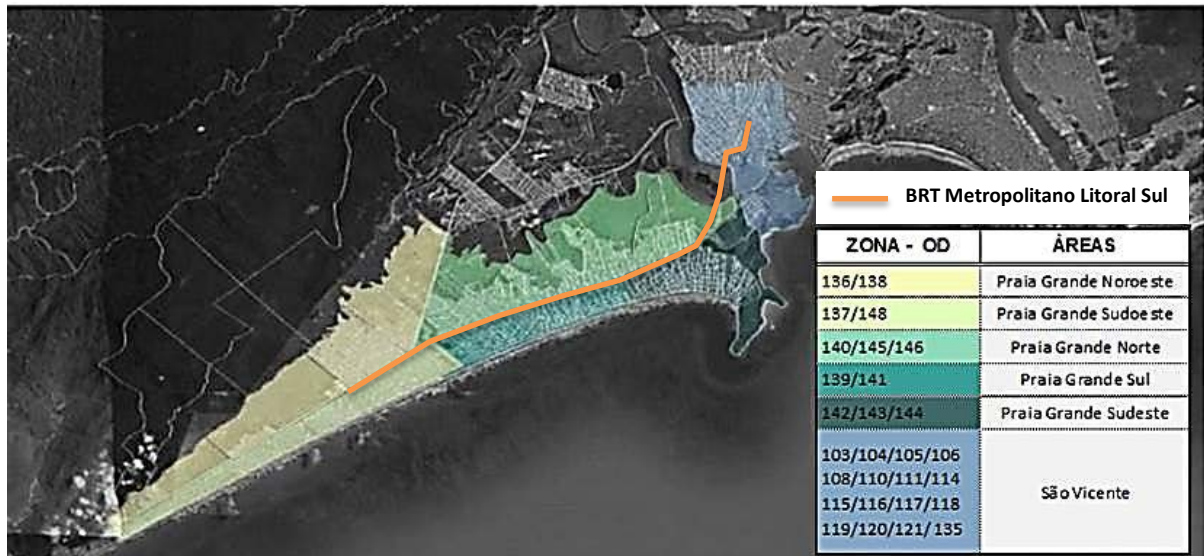 BRT Metropolitano Litoral Sul
ZONA - OD ÁREAS
136/138 Praia Grande Noroeste
137/148 Praia Grande Sudoeste
140/145/146 Praia Grande Norte
139/141 Praia Grande Sul
142/143/144 Praia Grande Sudeste
103/104/105/106
108/110/111/114
115/116/117/118
119/120/121/135
São Vicente